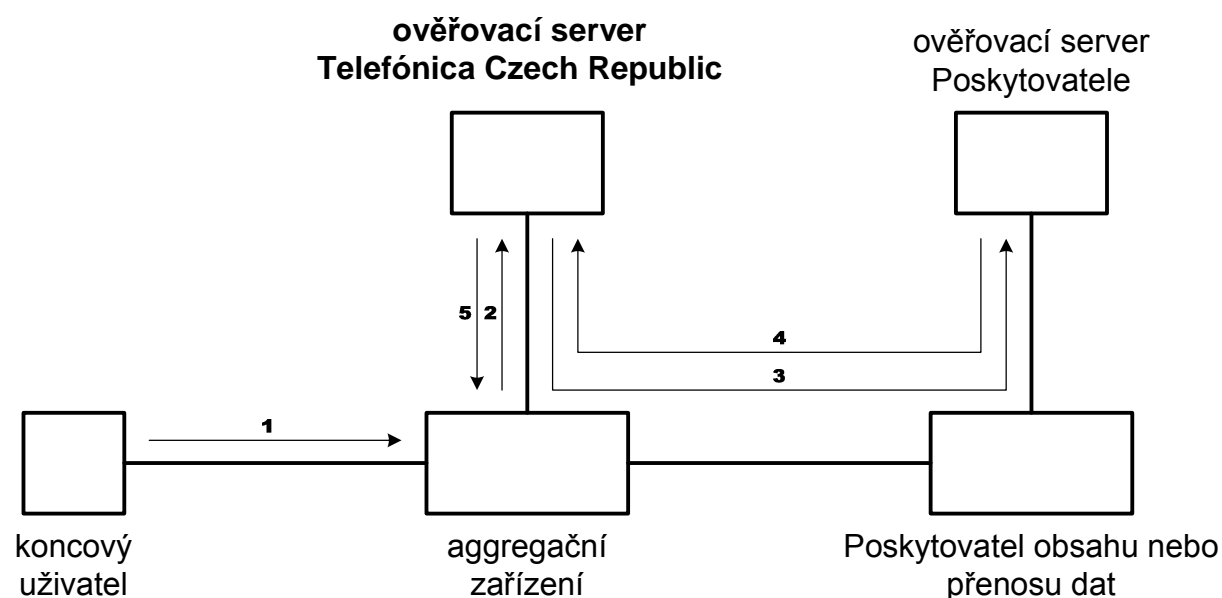 ověřovací server
Telefónica Czech Republic
ověřovací server
Poskytovatele
5
2
4
3
1
koncový
uživatel
aggregační
zařízení
Poskytovatel obsahu nebo
přenosu dat